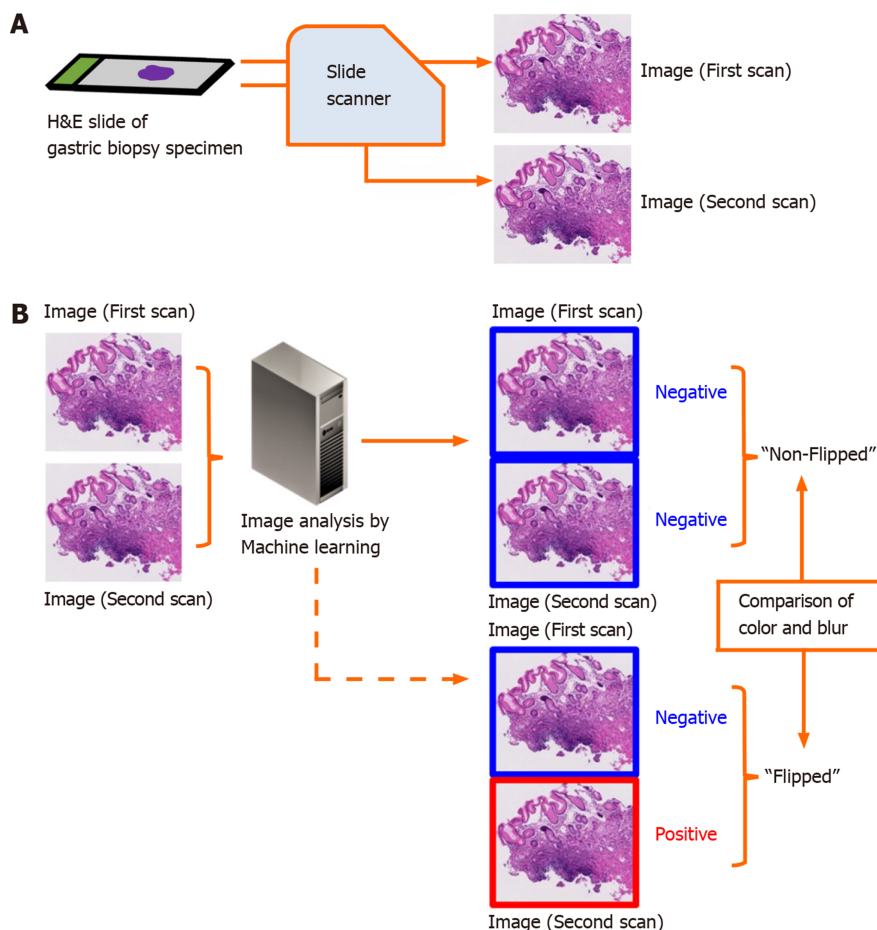 A
H&E slide of
gastric biopsy specimen
Slide
scanner
Image (First scan)
Image (Second scan)
B
Image (First scan)
Image (Second scan)
Image analysis by
Machine learning
Image (First scan)
Negative
Negative
Image (Second scan)
“Non-Flipped”
Comparison of
color and blur
Image (First scan)
Negative
Positive
Image (Second scan)
“Flipped”